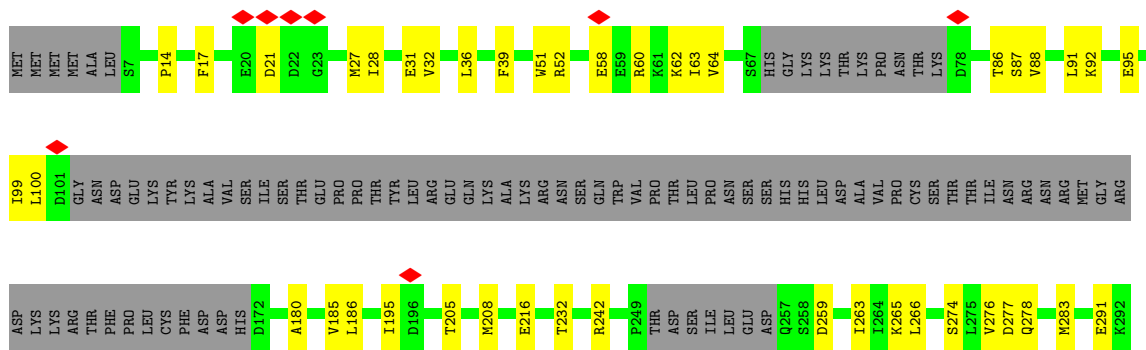 MET MET MET MET ALA LEU S7 P14 F17 E20 D21 D22 G23 M27 I28 E31 V32 L36 F39 W51 R52 E58 E59 R60 K61 K62 I63 V64 S67 HIS GLY LYS LYS THR LYS PRO ASN THR LYS D78 T86 S87 V88 L91 K92 E95
I99 L100 D101 GLY ASN ASP GLU LYS TYR LYS ALA VAL SER ILE SER THR GLU PRO PRO THR TYR LEU ARG GLU GLN LYS ALA LYS ARG ASN SER GLN TRP VAL PRO THR LEU PRO ASN SER SER HIS HIS LEU ASP ALA VAL PRO CYS SER THR THR ILE ASN ARG ASN ARG MET GLY ARG
ASP LYS LYS ARG THR PHE PRO LEU CYS PHE ASP ASP HIS D172 A180 V185 L186 I195 D196 T205 M208 E216 T232 R242 P249 THR ASP SER ILE LEU GLU ASP Q257 S258 D259 I263 I264 K265 L266 S274 L275 V276 D277 Q278 M283 E291 K292